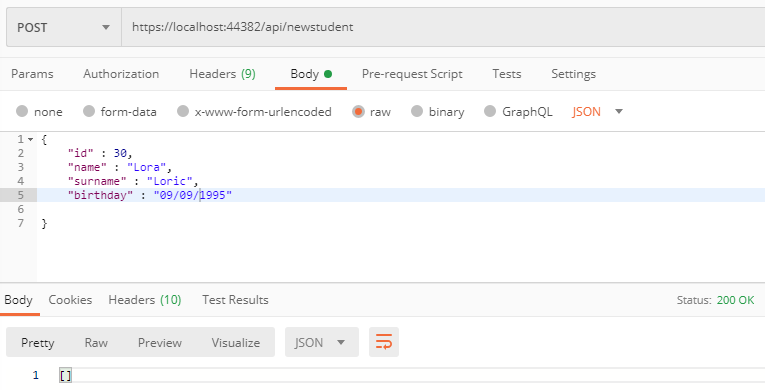 POST https://localhost:44382/api/newstudent
Params Authorization Headers (9) Body Pre-request Script Tests Settings
none form-data x-www-form-urlencoded raw binary GraphQL JSON
1 {
2 "id" : 30,
3 "name" : "Lora",
4 "surname" : "Loric",
5 "birthday" : "09/09/1995"
6
7 }
Body Cookies Headers (10) Test Results Status: 200 OK
Pretty Raw Preview Visualize JSON
1 []